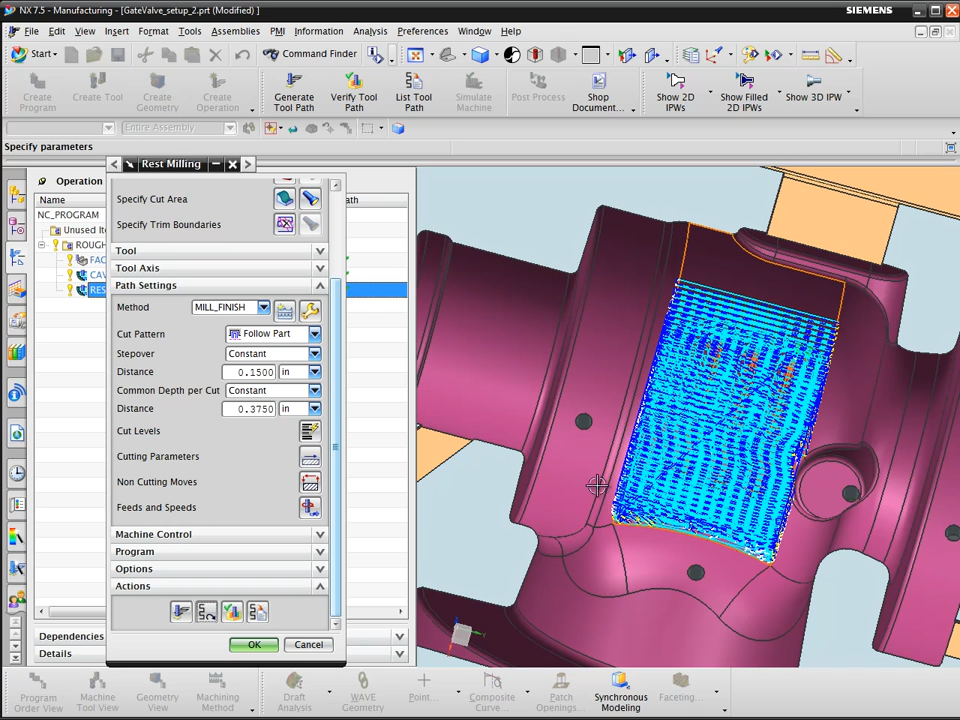 NX 7.5 - Manufacturing - [GateValve_setup_2.prt (Modified) ]
SIEMENS
File Edit View Insert Format Tools Assemblies PMI Information Analysis Preferences Window Help
Start
Command Finder
Create Program
Create Tool
Create Geometry
Create Operation
Generate Tool Path
Verify Tool Path
List Tool Path
Simulate Machine
Post Process
Shop Document...
Show 2D IPWs
Show Filled 2D IPWs
Show 3D IPW
Entire Assembly
Specify parameters
Operation
Name
ath
NC_PROGRAM
Unused It
ROUGH
FAC
CAV
RES
Dependencies
Details
Rest Milling
Specify Cut Area
Specify Trim Boundaries
Tool
Tool Axis
Path Settings
Method MILL_FINISH
Cut Pattern Follow Part
Stepover Constant
Distance 0.1500 in
Common Depth per Cut Constant
Distance 0.3750 in
Cut Levels
Cutting Parameters
Non Cutting Moves
Feeds and Speeds
Machine Control
Program
Options
Actions
OK Cancel
Program Order View
Machine Tool View
Geometry View
Machining Method
Draft Analysis
WAVE Geometry
Point...
Composite Curve...
Patch Openings...
Synchronous Modeling
Faceting...